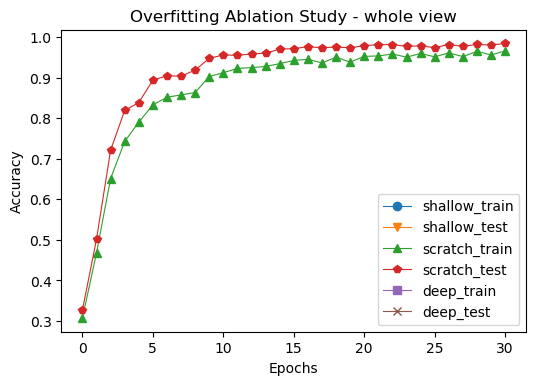 Overfitting Ablation Study - whole view
Accuracy
1.0
0.9
0.8
0.7
0.6
0.5
0.4
0.3
shallow_train
shallow_test
scratch_train
scratch_test
deep_train
deep_test
0 5 10 15 20 25 30
Epochs